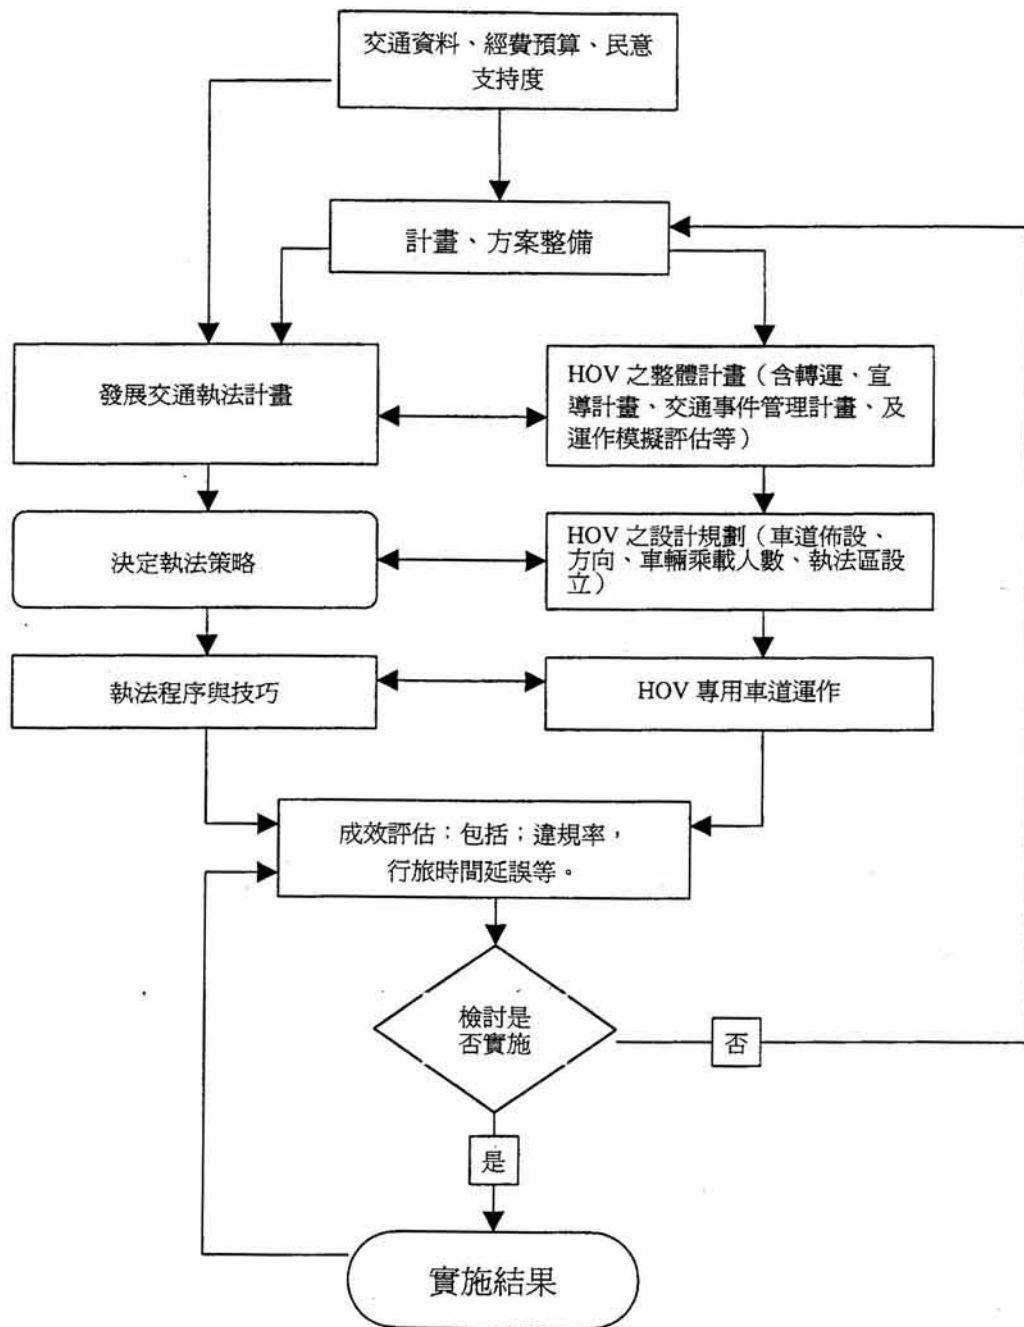 交通資料、經費預算、民意
支持度
計畫、方案整備
發展交通執法計畫
HOV 之整體計畫（含轉運、宣
導計畫、交通事件管理計畫、及
運作模擬評估等）
決定執法策略
HOV 之設計規劃（車道佈設、
方向、車輛乘載人數、執法區設
立）
執法程序與技巧
HOV 專用車道運作
成效評估：包括；違規率，
行旅時間延誤等。
檢討是
否實施
否
是
實施結果